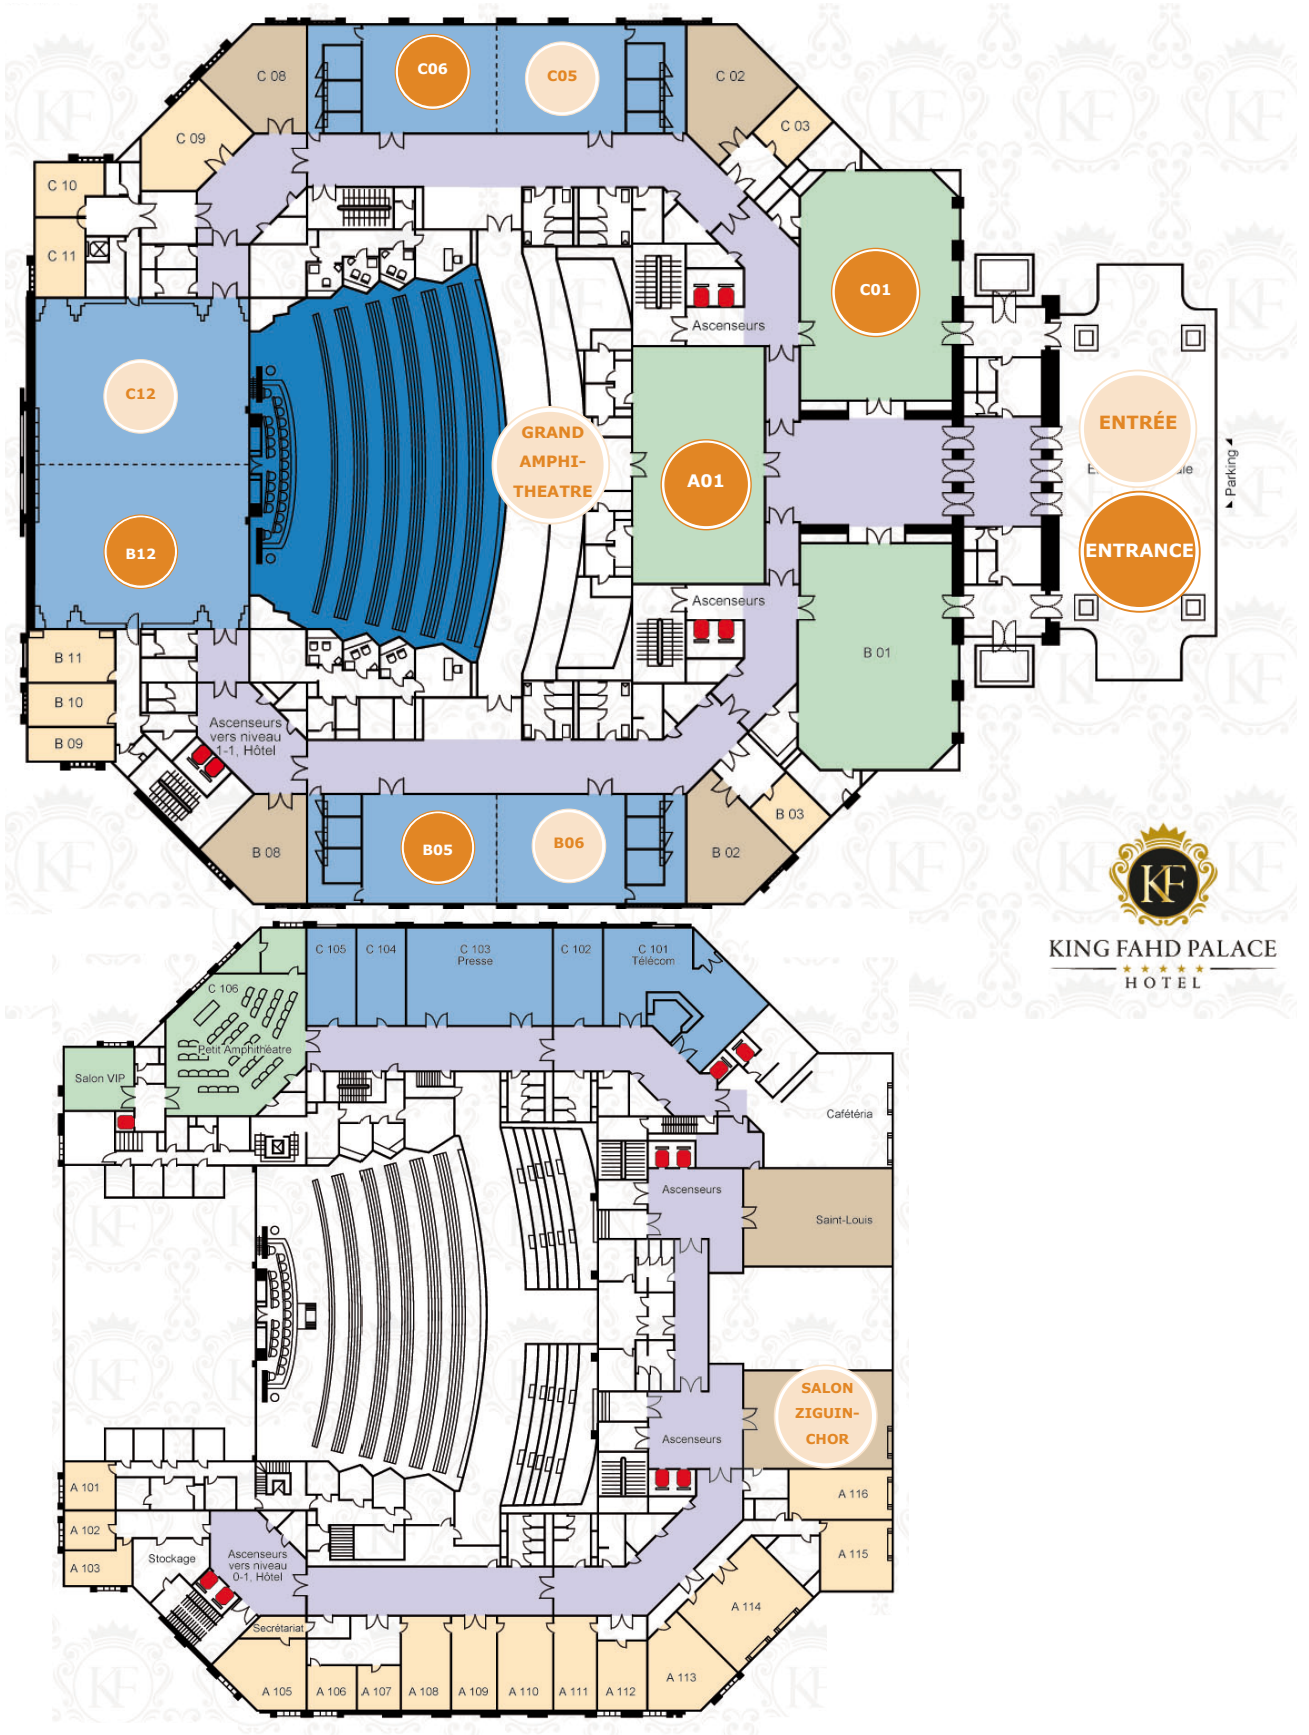 C 08
C06
C05
C 02
C 09
C 03
C 10
C 11
C01
Ascenseurs
C12
ENTRÉE
GRAND
AMPHI-
THEATRE
A01
Parking
B12
ENTRANCE
Ascenseurs
B 11
B 01
B 10
Ascenseurs
vers niveau
1-1, Hôtel
B 09
B 03
B 08
B05
B06
B 02
KF
KING FAHD PALACE
HOTEL
C 105
C 104
C 103
Presse
C 102
C 101
Télécom
C 106
Petit Amphithéatre
Salon VIP
Cafétéria
Ascenseurs
Saint-Louis
SALON
ZIGUIN-
CHOR
Ascenseurs
A 101
A 116
A 102
Stockage
Ascenseurs
vers niveau
0-1, Hôtel
A 115
A 103
A 114
Secrétariat
A 113
A 105
A 106
A 107
A 108
A 109
A 110
A 111
A 112